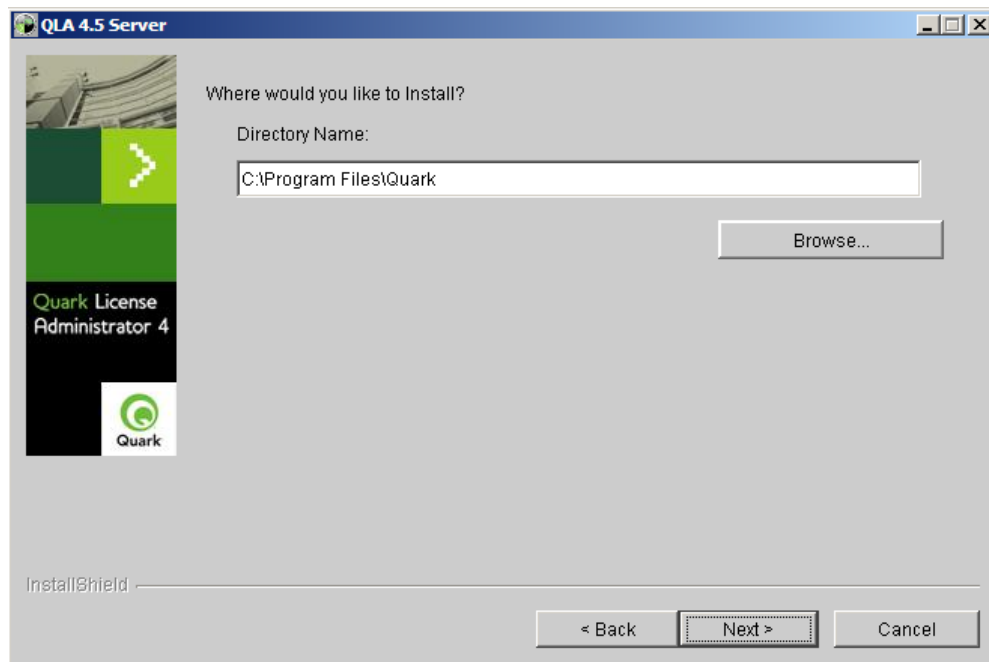 QLA 4.5 Server
Where would you like to Install?
Directory Name:
C:\Program Files\Quark
Browse...
Quark License
Administrator 4
Quark
InstallShield
< Back
Next >
Cancel